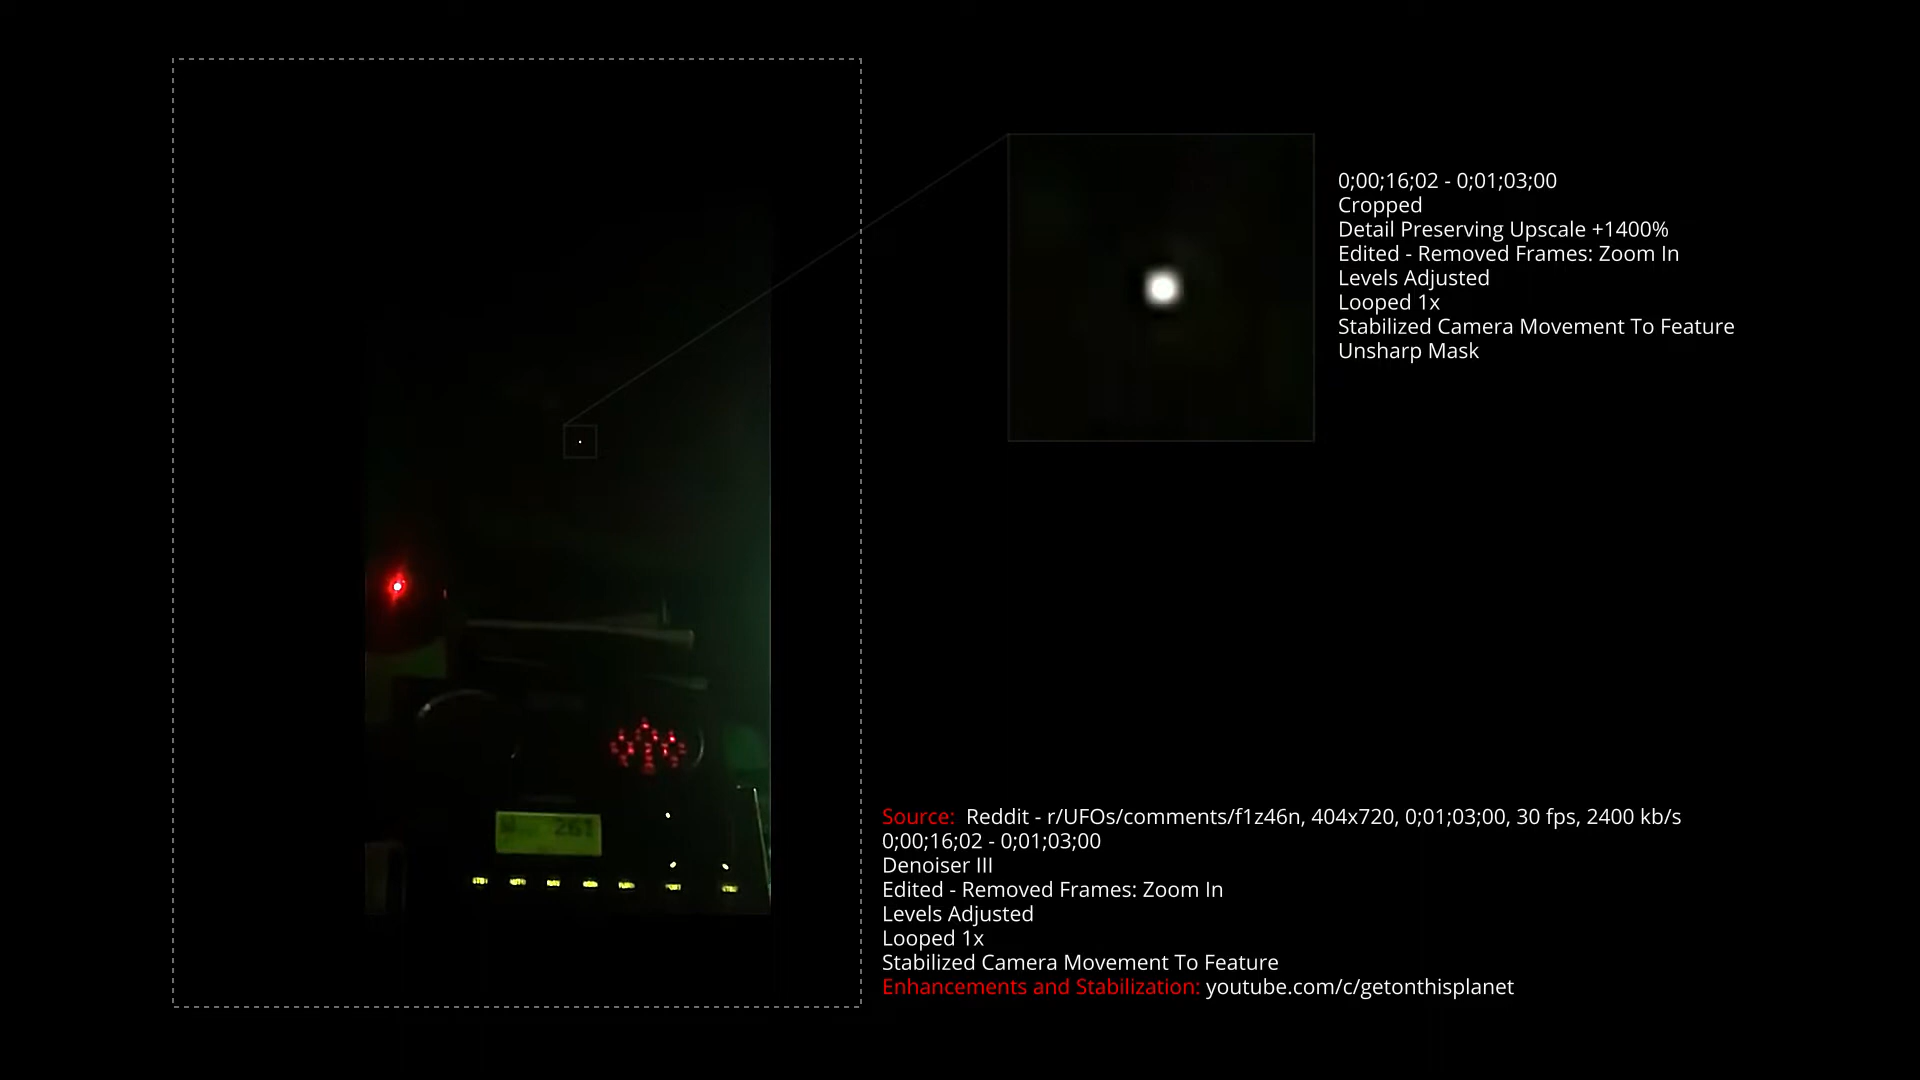 0;00;16;02 - 0;01;03;00
Cropped
Detail Preserving Upscale +1400%
Edited - Removed Frames: Zoom In
Levels Adjusted
Looped 1x
Stabilized Camera Movement To Feature
Unsharp Mask
Source: Reddit - r/UFOs/comments/f1z46n, 404x720, 0;01;03;00, 30 fps, 2400 kb/s
0;00;16;02 - 0;01;03;00
Denoiser III
Edited - Removed Frames: Zoom In
Levels Adjusted
Looped 1x
Stabilized Camera Movement To Feature
Enhancements and Stabilization: youtube.com/c/getonthisplanet